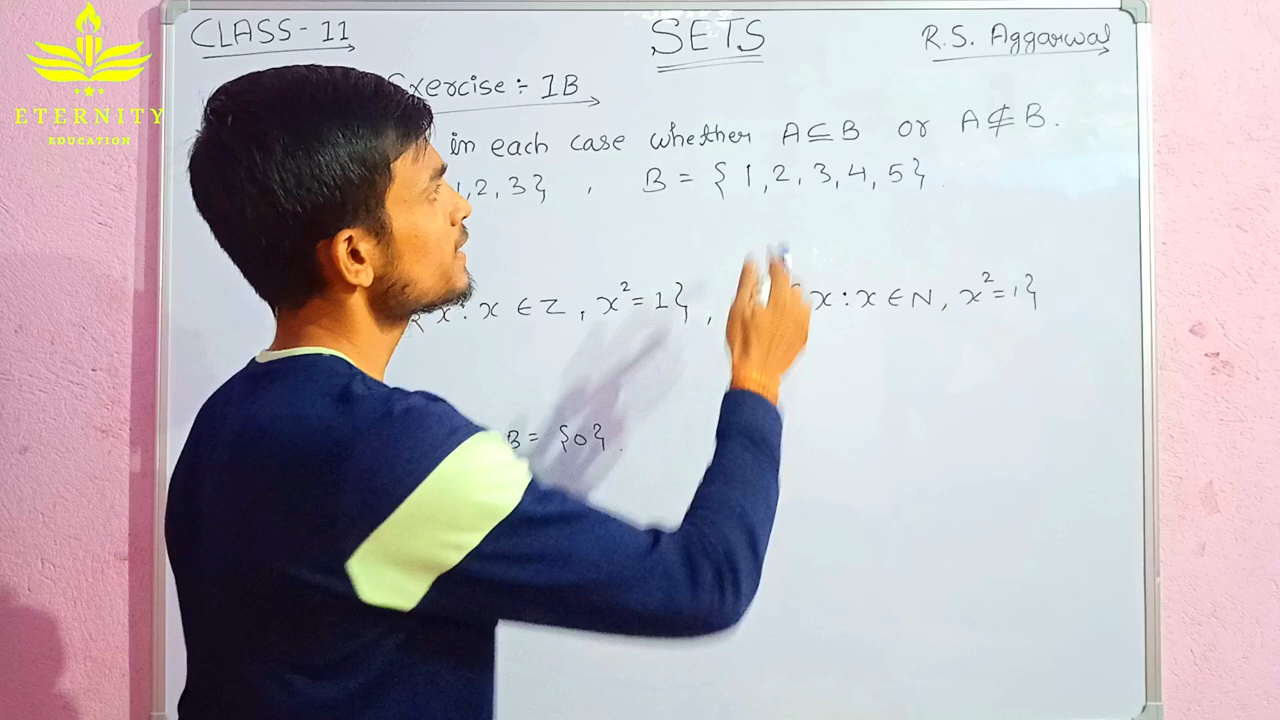 ETERNITY
EDUCATION
CLASS-11 SETS R.S. Aggarwal
Exercise ÷ 1B
in each case whether A⊆B or A⊄B.
1,2,3} , B = {1,2,3,4,5}.
{x : x ∈ Z, x²=1}, x : x ∈ N, x²=1}
B = {0}.